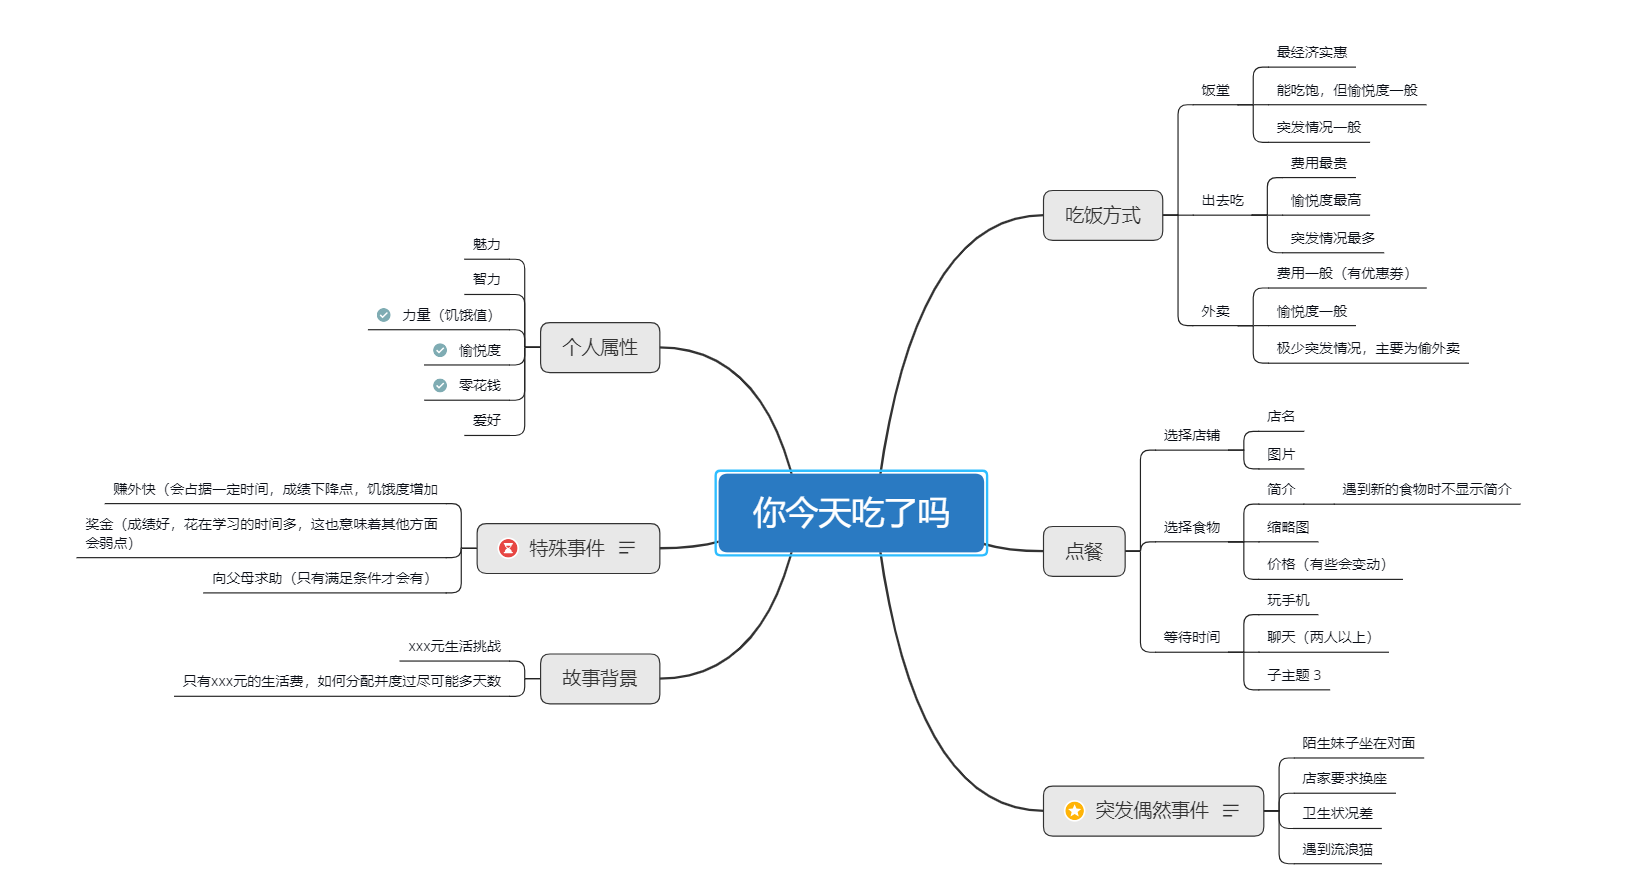 你今天吃了吗
吃饭方式
饭堂
最经济实惠
能吃饱，但愉悦度一般
突发情况一般
出去吃
费用最贵
愉悦度最高
突发情况最多
外卖
费用一般（有优惠券）
愉悦度一般
极少突发情况，主要为偷外卖
点餐
选择店铺
店名
图片
选择食物
简介
遇到新的食物时不显示简介
缩略图
价格（有些会变动）
等待时间
玩手机
聊天（两人以上）
子主题 3
突发偶然事件
陌生妹子坐在对面
店家要求换座
卫生状况差
遇到流浪猫
个人属性
魅力
智力
力量（饥饿值）
愉悦度
零花钱
爱好
特殊事件
赚外快（会占据一定时间，成绩下降点，饥饿度增加
奖金（成绩好，花在学习的时间多，这也意味着其他方面
会弱点）
向父母求助（只有满足条件才会有）
故事背景
xxx元生活挑战
只有xxx元的生活费，如何分配并度过尽可能多天数